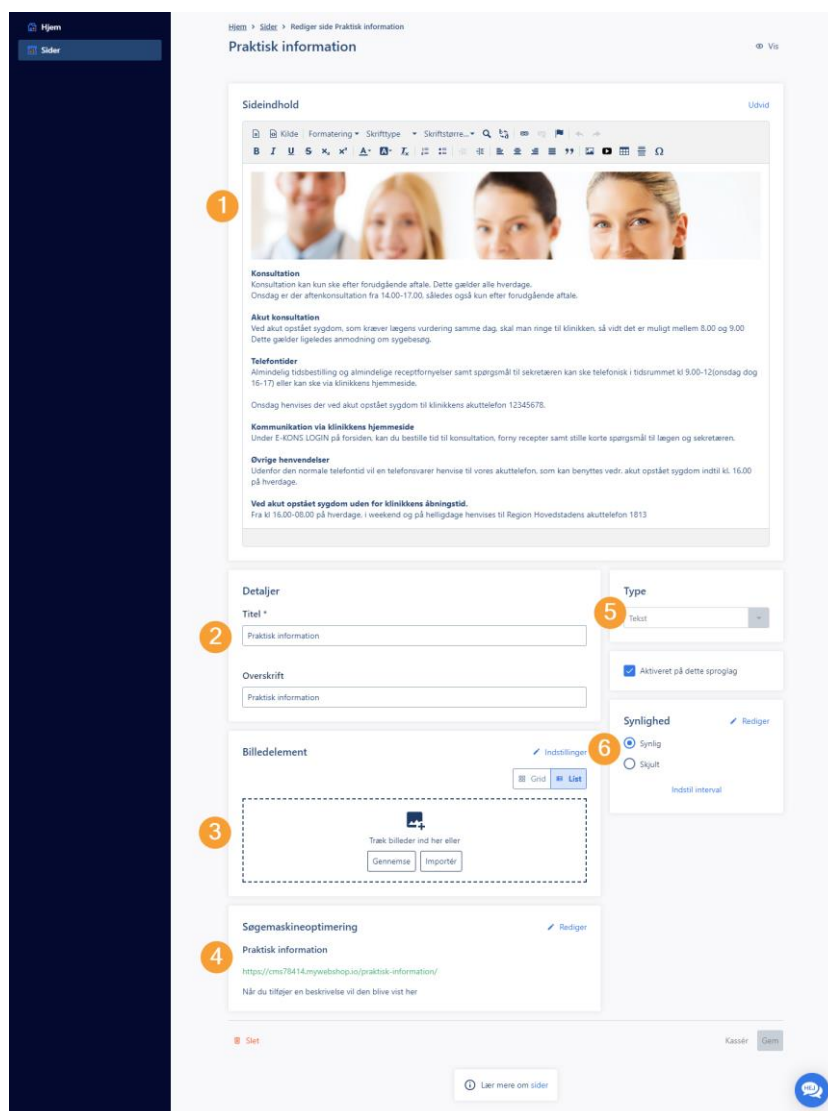 Hjem
Sider
Hjem > Sider > Rediger side Praktisk information
Praktisk information
Vis
Sideindhold
Udvid
Kilde Formatering Skrifttype Skriftstørre...
B I U S x₂ x² A A Tx Ω
1
Konsultation
Konsultation kan kun ske efter forudgående aftale. Dette gælder alle hverdage.
Onsdag er der aftenkonsultation fra 14.00-17.00, således også kun efter forudgående aftale.
Akut konsultation
Ved akut opstået sygdom, som kræver lægens vurdering samme dag, skal man ringe til klinikken, så vidt det er muligt mellem 8.00 og 9.00
Dette gælder ligeledes anmodning om sygebesøg.
Telefontider
Almindelig tidsbestilling og almindelige receptfornyelser samt spørgsmål til sekretæren kan ske telefonisk i tidsrummet kl 9.00-12(onsdag dog
16-17) eller kan ske via klinikkens hjemmeside.
Onsdag henvises der ved akut opstået sygdom til klinikkens akuttelefon 12345678.
Kommunikation via klinikkens hjemmeside
Under E-KONS LOGIN på forsiden, kan du bestille tid til konsultation, forny recepter samt stille korte spørgsmål til lægen og sekretæren.
Øvrige henvendelser
Udenfor den normale telefontid vil en telefonsvarer henvise til vores akuttelefon, som kan benyttes vedr. akut opstået sygdom indtil kl. 16.00
på hverdage.
Ved akut opstået sygdom uden for klinikkens åbningstid.
Fra kl 16.00-08.00 på hverdage, i weekend og på helligdage henvises til Region Hovedstadens akuttelefon 1813
Detaljer
Titel *
2
Praktisk information
Overskrift
Praktisk information
Type
5
Tekst
Aktiveret på dette sproglag
Synlighed
Rediger
6
Synlig
Skjult
Indstil interval
Billedelement
Indstillinger
Grid List
3
Træk billeder ind her eller
Gennemse Importér
Søgemaskineoptimering
Rediger
4
Praktisk information
https://cms78414.mywebshop.io/praktisk-information/
Når du tilføjer en beskrivelse vil den blive vist her
Slet
Kassér Gem
Lær mere om sider
HEJ